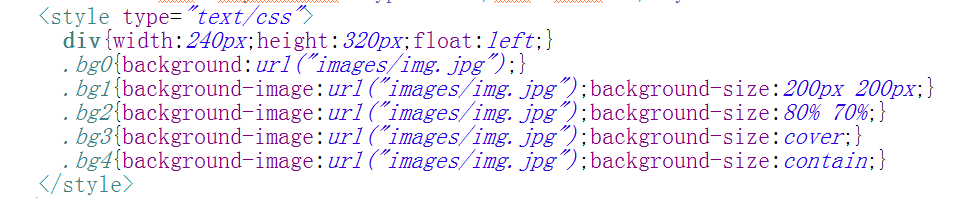 <style type="text/css">
div{width:240px;height:320px;float:left;}
.bg0{background:url("images/img.jpg");}
.bg1{background-image:url("images/img.jpg");background-size:200px 200px;}
.bg2{background-image:url("images/img.jpg");background-size:80% 70%;}
.bg3{background-image:url("images/img.jpg");background-size:cover;}
.bg4{background-image:url("images/img.jpg");background-size:contain;}
</style>